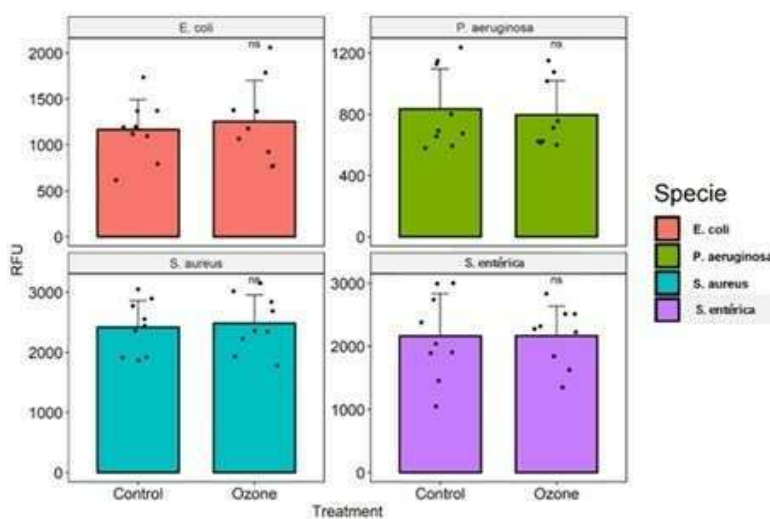 E. coli
P. aeruginosa
ns
ns
2000
1500
1000
500
0
1200
800
400
0
RFU
S. aureus
S. entérica
ns
ns
3000
2000
1000
0
3000
2000
1000
0
Control
Ozone
Control
Ozone
Treatment
Specie
E. coli
P. aeruginosa
S. aureus
S. entérica